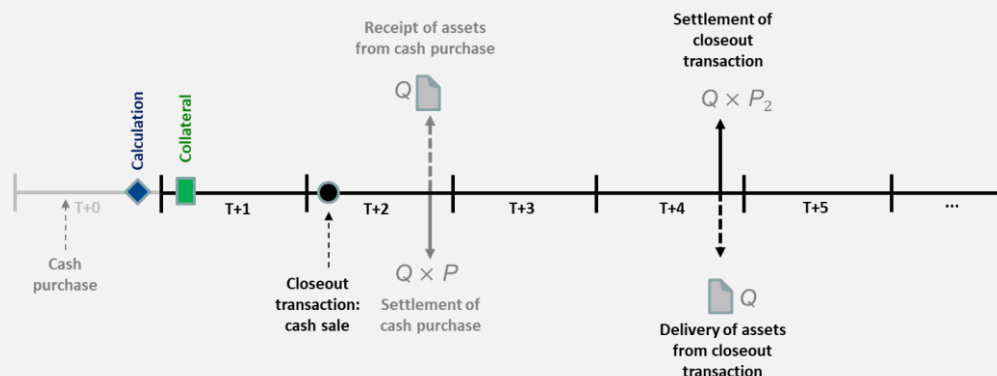 Receipt of assets
from cash purchase
Q
Settlement of
closeout
transaction
Q × P₂
Calculation
Collateral
T+0
T+1
T+2
T+3
T+4
T+5
...
Cash
purchase
Closeout
transaction:
cash sale
Q × P
Settlement of
cash purchase
Q
Delivery of assets
from closeout
transaction